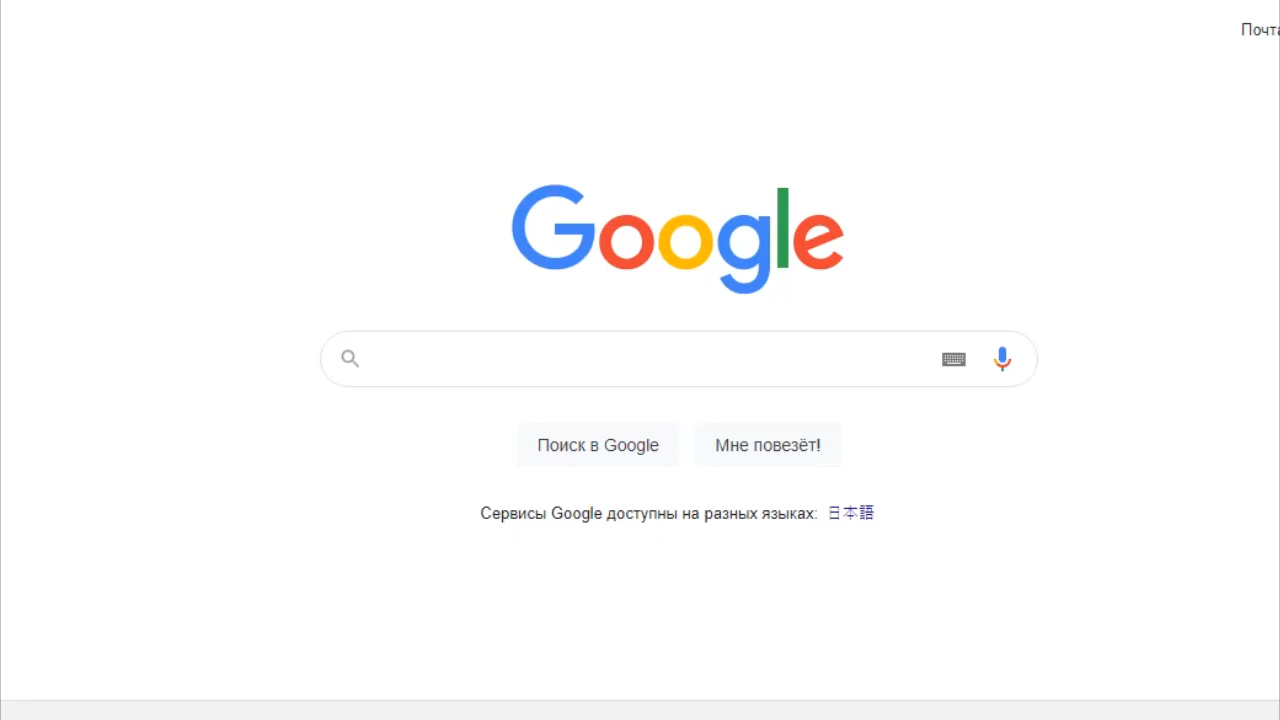 Почта
Google
Поиск в Google
Мне повезёт!
Сервисы Google доступны на разных языках: 日本語